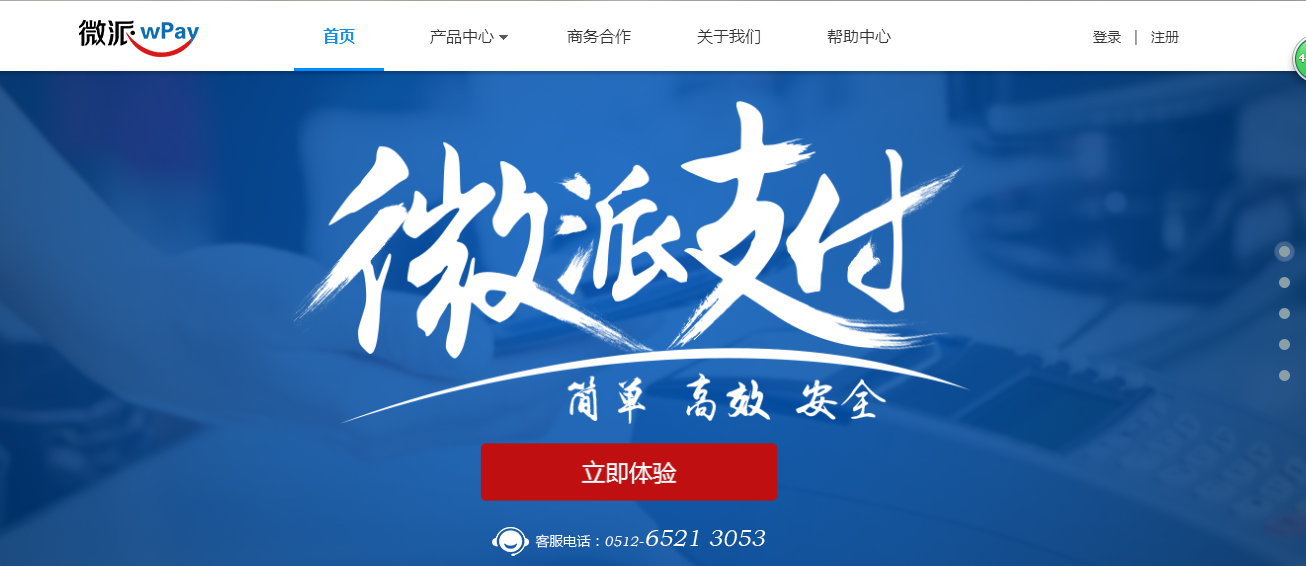 微派 wPay 首页 产品中心 商务合作 关于我们 帮助中心 登录 | 注册
4
微派支付
简单 高效 安全
立即体验
客服电话：0512-6521 3053